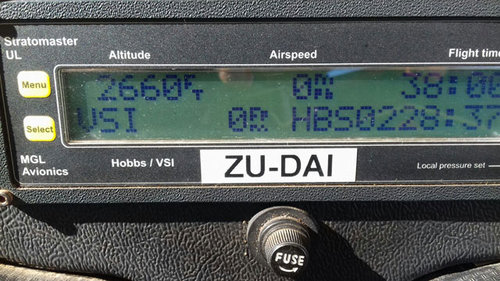 Stratomaster
UL
Altitude Airspeed Flight time
Menu
2660 0 38:00
VSI 0 HBS0228:37
Select
MGL
Avionics
Hobbs / VSI ZU-DAI Local pressure set
FUSE